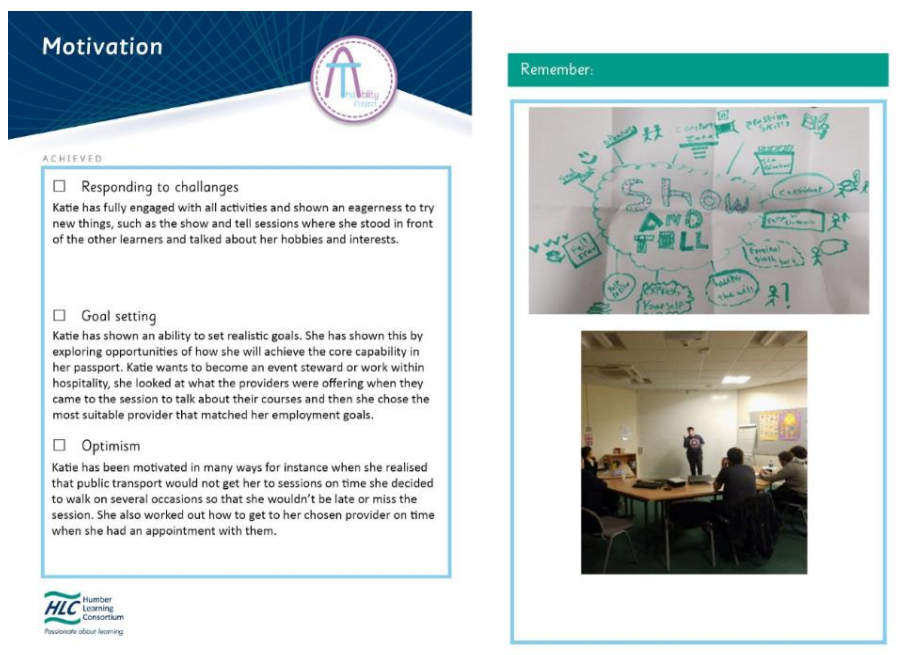 Motivation
Thability
Project
ACHIEVED
Responding to challanges
Katie has fully engaged with all activities and shown an eagerness to try
new things, such as the show and tell sessions where she stood in front
of the other learners and talked about her hobbies and interests.
Goal setting
Katie has shown an ability to set realistic goals. She has shown this by
exploring opportunities of how she will achieve the core capability in
her passport. Katie wants to become an event steward or work within
hospitality, she looked at what the providers were offering when they
came to the session to talk about their courses and then she chose the
most suitable provider that matched her employment goals.
Optimism
Katie has been motivated in many ways for instance when she realised
that public transport would not get her to sessions on time she decided
to walk on several occasions so that she wouldn't be late or miss the
session. She also worked out how to get to her chosen provider on time
when she had an appointment with them.
HLC
Humber
Learning
Consortium
Passionate about learning
Remember:
Comfort
Zone
Confident
SHOW
AND
TELL
Express
Yourself